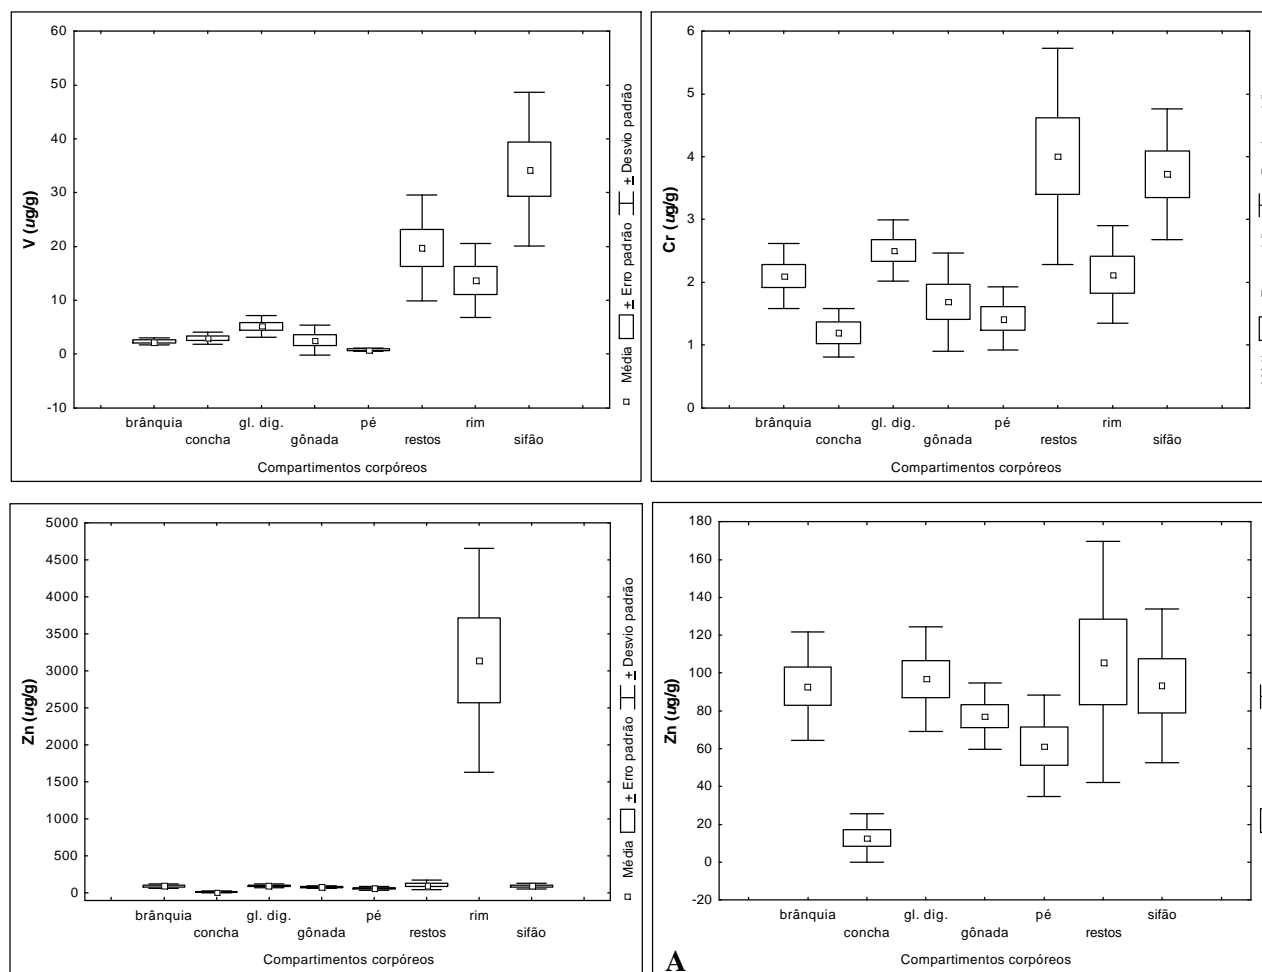 60
50
40
30
20
10
0
-10
V (ug/g)
brânquia gl. dig. pé rim
concha gônada restos sifão
Compartimentos corpóreos
Média ± Erro padrão ± Desvio padrão
6
5
4
3
2
1
0
Cr (ug/g)
brânquia gl. dig. pé rim
concha gônada restos sifão
Compartimentos corpóreos
5000
4500
4000
3500
3000
2500
2000
1500
1000
500
0
Zn (ug/g)
brânquia gl. dig. pé rim
concha gônada restos sifão
Compartimentos corpóreos
Média ± Erro padrão ± Desvio padrão
180
160
140
120
100
80
60
40
20
0
-20
Zn (ug/g)
brânquia gl. dig. pé sifão
concha gônada restos
Compartimentos corpóreos
A